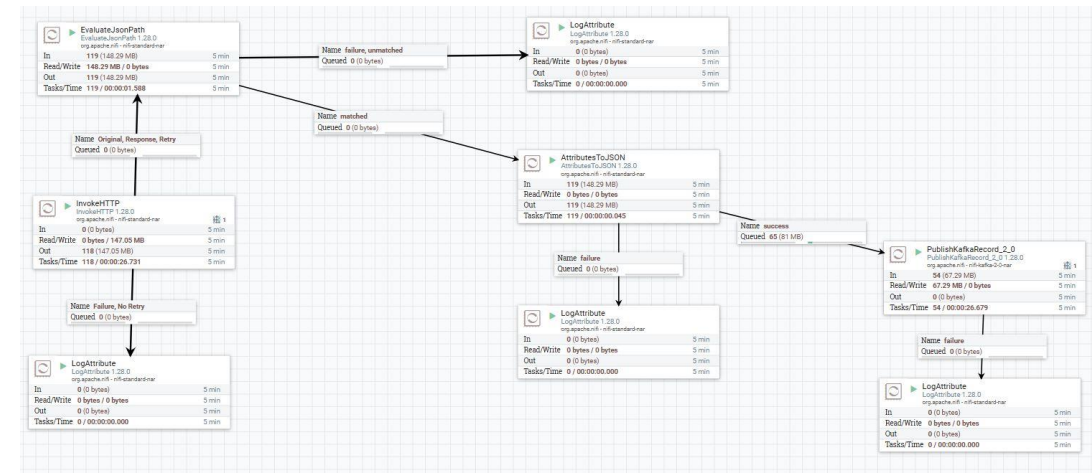 EvaluateJsonPath
EvaluateJsonPath 1.28.0
org.apache.nifi - nifi-standard-nar
In 119 (148.29 MB) 5 min
Read/Write 148.29 MB / 0 bytes 5 min
Out 119 (148.29 MB) 5 min
Tasks/Time 119 / 00:00:01.588 5 min
Name failure, unmatched
Queued 0 (0 bytes)
LogAttribute
LogAttribute 1.28.0
org.apache.nifi - nifi-standard-nar
In 0 (0 bytes) 5 min
Read/Write 0 bytes / 0 bytes 5 min
Out 0 (0 bytes) 5 min
Tasks/Time 0 / 00:00:00.000 5 min
Name matched
Queued 0 (0 bytes)
Name Original, Response, Retry
Queued 0 (0 bytes)
AttributesToJSON
AttributesToJSON 1.28.0
org.apache.nifi - nifi-standard-nar
In 119 (148.29 MB) 5 min
Read/Write 0 bytes / 0 bytes 5 min
Out 119 (148.29 MB) 5 min
Tasks/Time 119 / 00:00:00.045 5 min
InvokeHTTP
InvokeHTTP 1.28.0
org.apache.nifi - nifi-standard-nar
1
In 0 (0 bytes) 5 min
Read/Write 0 bytes / 147.05 MB 5 min
Out 118 (147.05 MB) 5 min
Tasks/Time 118 / 00:00:26.731 5 min
Name success
Queued 65 (81 MB)
PublishKafkaRecord_2_0
PublishKafkaRecord_2_0 1.28.0
org.apache.nifi - nifi-kafka-2-0-nar
1
In 54 (67.29 MB) 5 min
Read/Write 67.29 MB / 0 bytes 5 min
Out 0 (0 bytes) 5 min
Tasks/Time 54 / 00:00:26.679 5 min
Name failure
Queued 0 (0 bytes)
Name Failure, No Retry
Queued 0 (0 bytes)
LogAttribute
LogAttribute 1.28.0
org.apache.nifi - nifi-standard-nar
In 0 (0 bytes) 5 min
Read/Write 0 bytes / 0 bytes 5 min
Out 0 (0 bytes) 5 min
Tasks/Time 0 / 00:00:00.000 5 min
Name failure
Queued 0 (0 bytes)
LogAttribute
LogAttribute 1.28.0
org.apache.nifi - nifi-standard-nar
In 0 (0 bytes) 5 min
Read/Write 0 bytes / 0 bytes 5 min
Out 0 (0 bytes) 5 min
Tasks/Time 0 / 00:00:00.000 5 min
LogAttribute
LogAttribute 1.28.0
org.apache.nifi - nifi-standard-nar
In 0 (0 bytes) 5 min
Read/Write 0 bytes / 0 bytes 5 min
Out 0 (0 bytes) 5 min
Tasks/Time 0 / 00:00:00.000 5 min